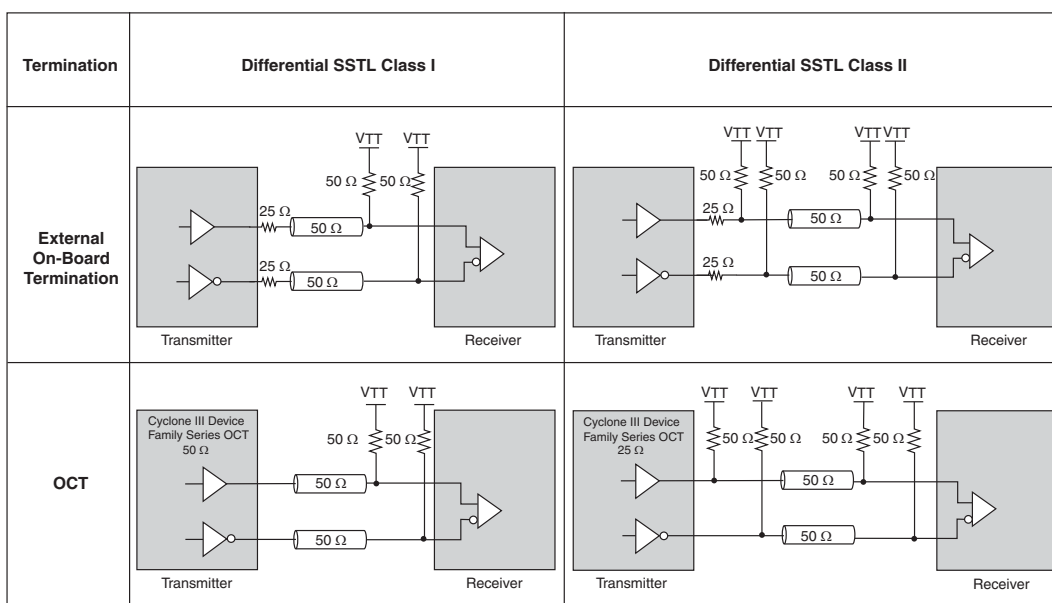 Termination
Differential SSTL Class I
Differential SSTL Class II
External
On-Board
Termination
VTT VTT
50 Ω 50 Ω
25 Ω
50 Ω
25 Ω
50 Ω
Transmitter
Receiver
VTT VTT VTT VTT
50 Ω 50 Ω 50 Ω 50 Ω
25 Ω
50 Ω
25 Ω
50 Ω
Transmitter
Receiver
OCT
Cyclone III Device
Family Series OCT
50 Ω
VTT VTT
50 Ω 50 Ω
50 Ω
50 Ω
Transmitter
Receiver
Cyclone III Device
Family Series OCT
25 Ω
VTT VTT VTT VTT
50 Ω 50 Ω 50 Ω 50 Ω
50 Ω
50 Ω
Transmitter
Receiver